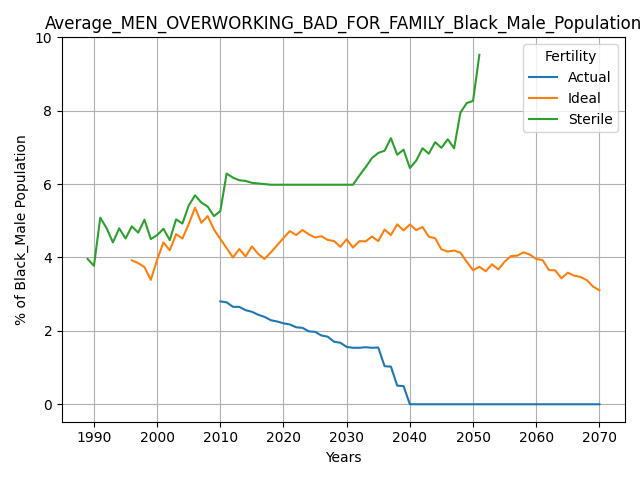 Average_MEN_OVERWORKING_BAD_FOR_FAMILY_Black_Male_Population
% of Black_Male Population
10
8
6
4
2
0
Fertility
Actual
Ideal
Sterile
1990 2000 2010 2020 2030 2040 2050 2060 2070
Years